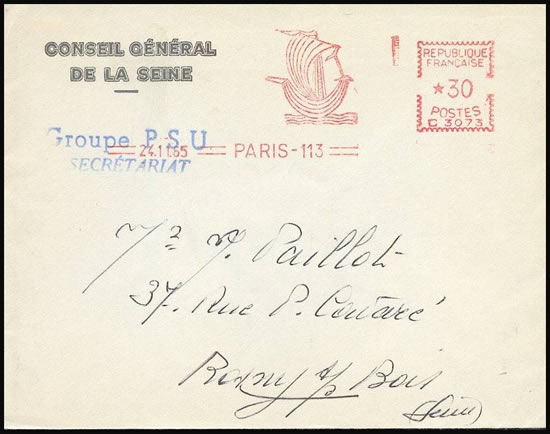 CONSEIL GÉNÉRAL
DE LA SEINE
Groupe P S U
SECRÉTARIAT
24.1 65
PARIS-113
REPUBLIQUE
FRANÇAISE
★30
POSTES
C 3073
Paillot
37, Rue P.
Rosny s/s Bois
(Seine)